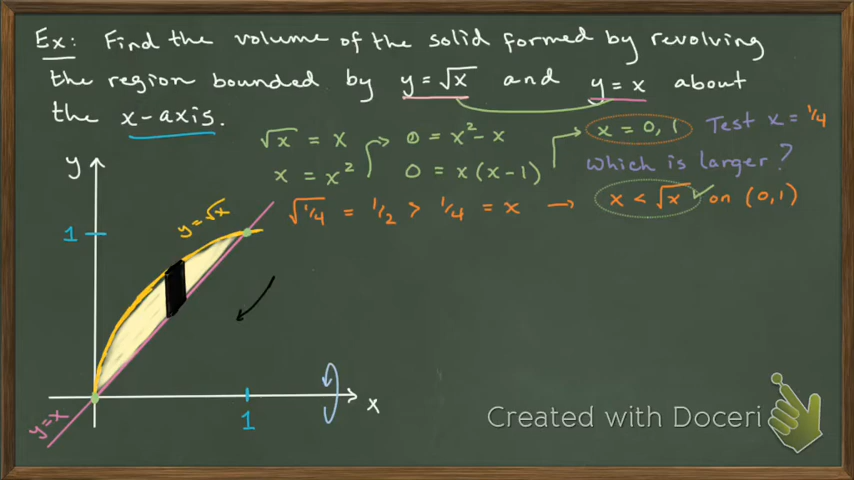 Ex: Find the volume of the solid formed by revolving
the region bounded by y = √x and y = x about
the x-axis.
√x = x
x = x²
0 = x² - x
0 = x(x-1)
x = 0, 1
Test x = 1/4
which is larger?
√1/4 = 1/2 > 1/4 = x → x < √x ✓ on (0,1)
y
y=√x
1
y=x
1
x
Created with Doceri